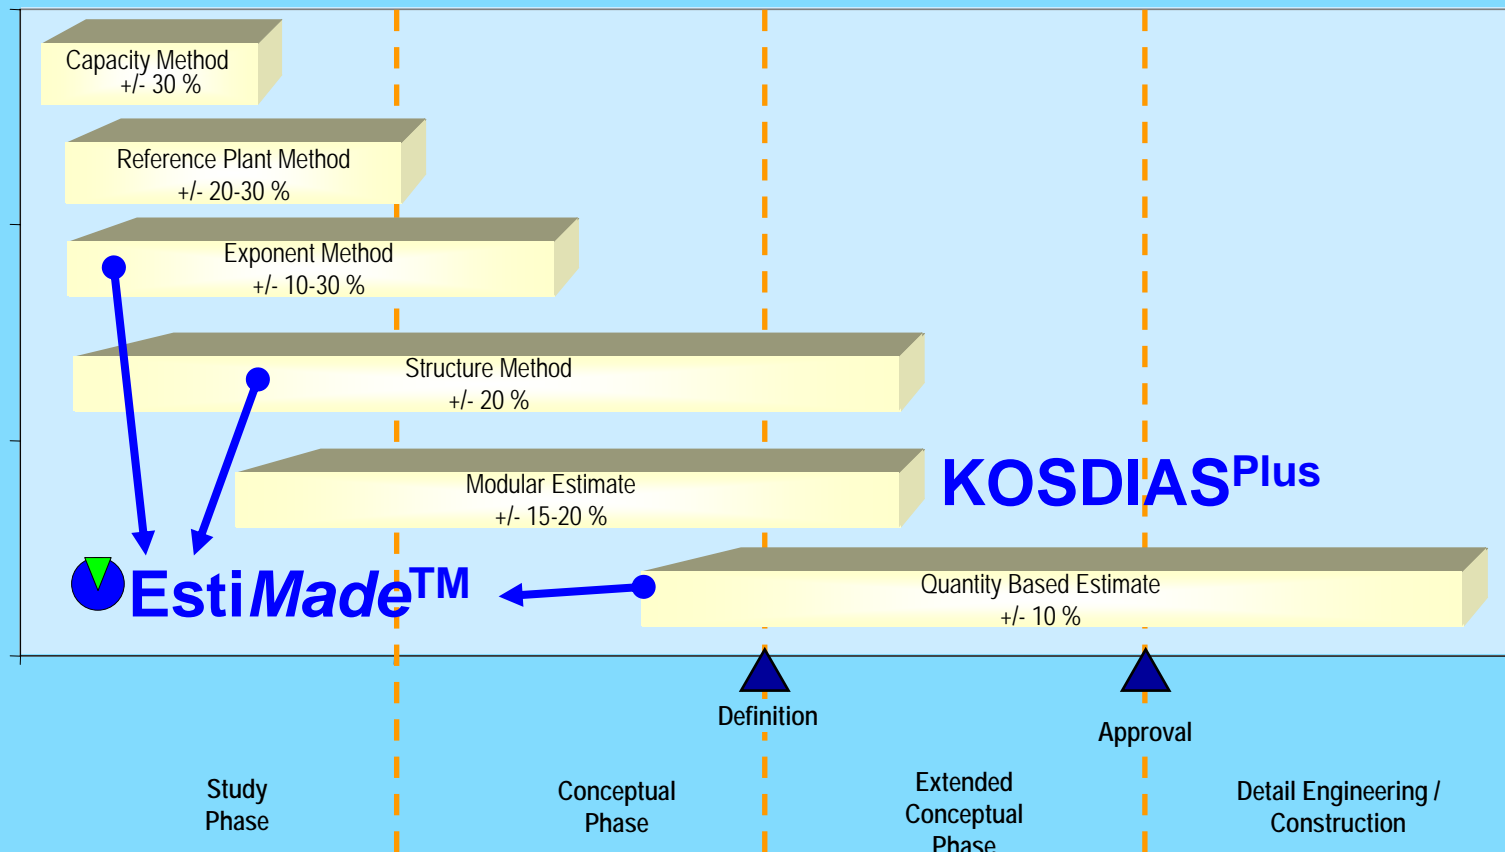 Capacity Method
+/- 30 %
Reference Plant Method
+/- 20-30 %
Exponent Method
+/- 10-30 %
Structure Method
+/- 20 %
Modular Estimate
+/- 15-20 %
KOSDIASPlus
EstiMadeTM
Quantity Based Estimate
+/- 10 %
Definition
Approval
Study
Phase
Conceptual
Phase
Extended
Conceptual
Phase
Detail Engineering /
Construction